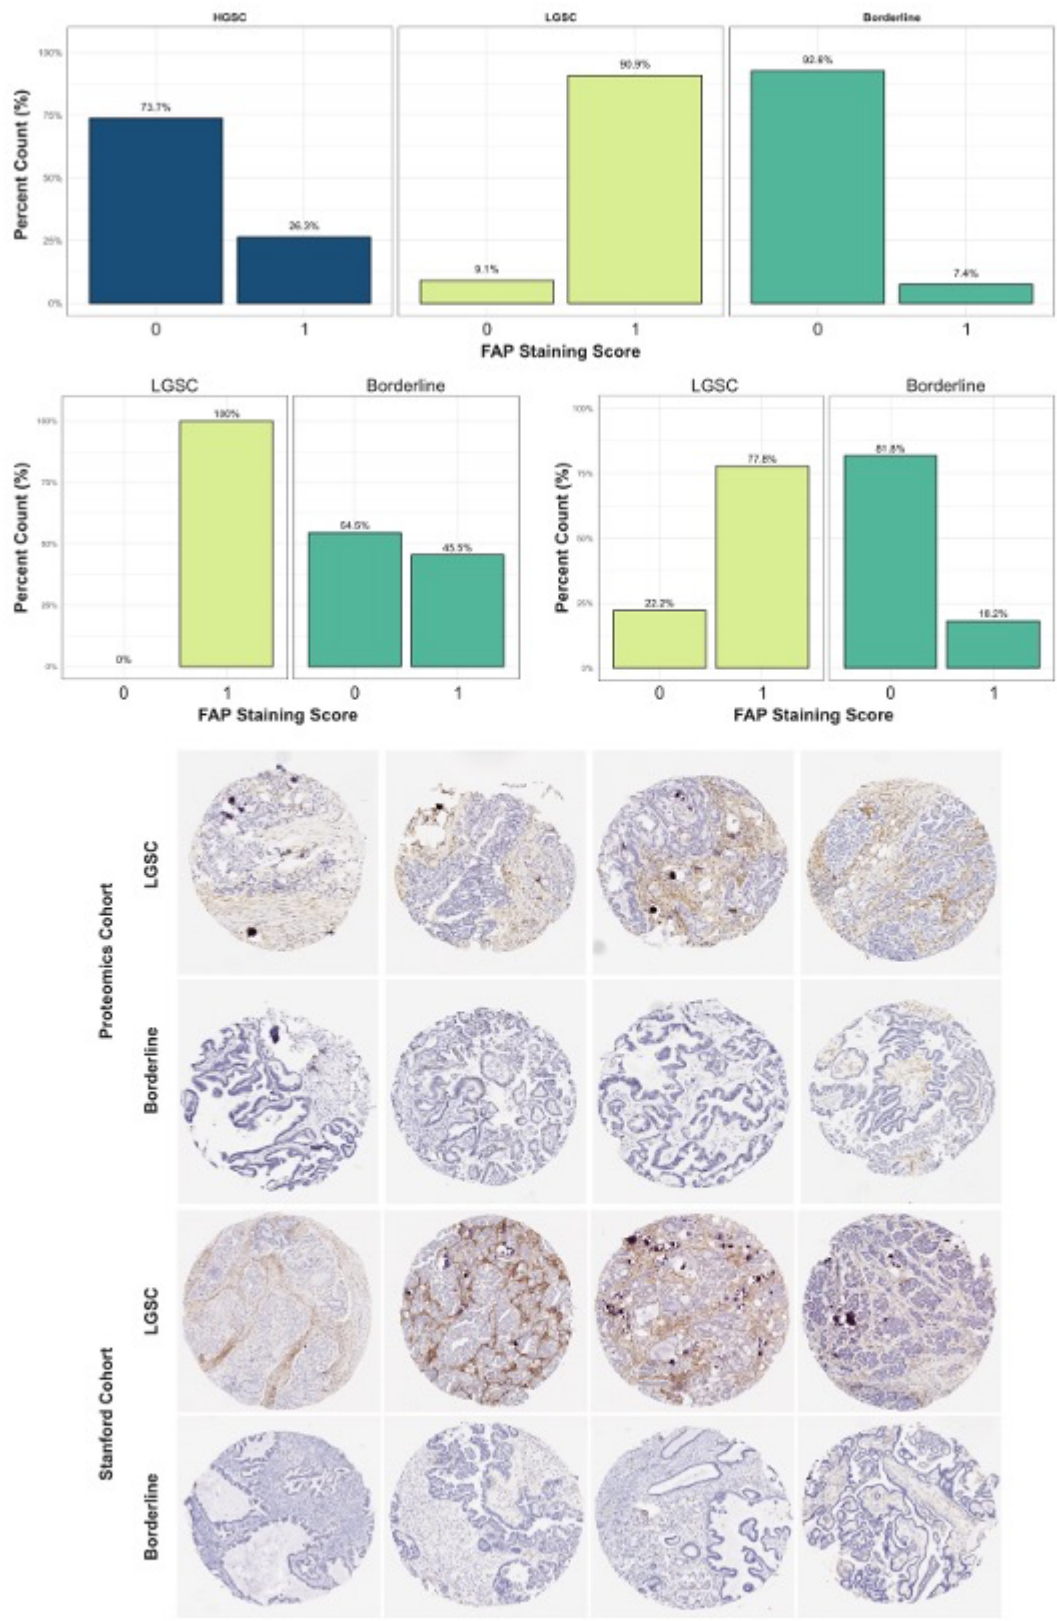 HGSC LGSC Borderline
Percent Count (%)
100%
75%
50%
25%
0%
73.7%
26.3%
9.1%
90.9%
92.6%
7.4%
0 1 0 1 0 1
FAP Staining Score
LGSC Borderline
Percent Count (%)
100%
75%
50%
25%
0%
0%
100%
54.5%
45.5%
0 1 0 1
FAP Staining Score
LGSC Borderline
Percent Count (%)
100%
75%
50%
25%
0%
22.2%
77.8%
81.8%
18.2%
0 1 0 1
FAP Staining Score
Proteomics Cohort
LGSC
Borderline
Stanford Cohort
LGSC
Borderline